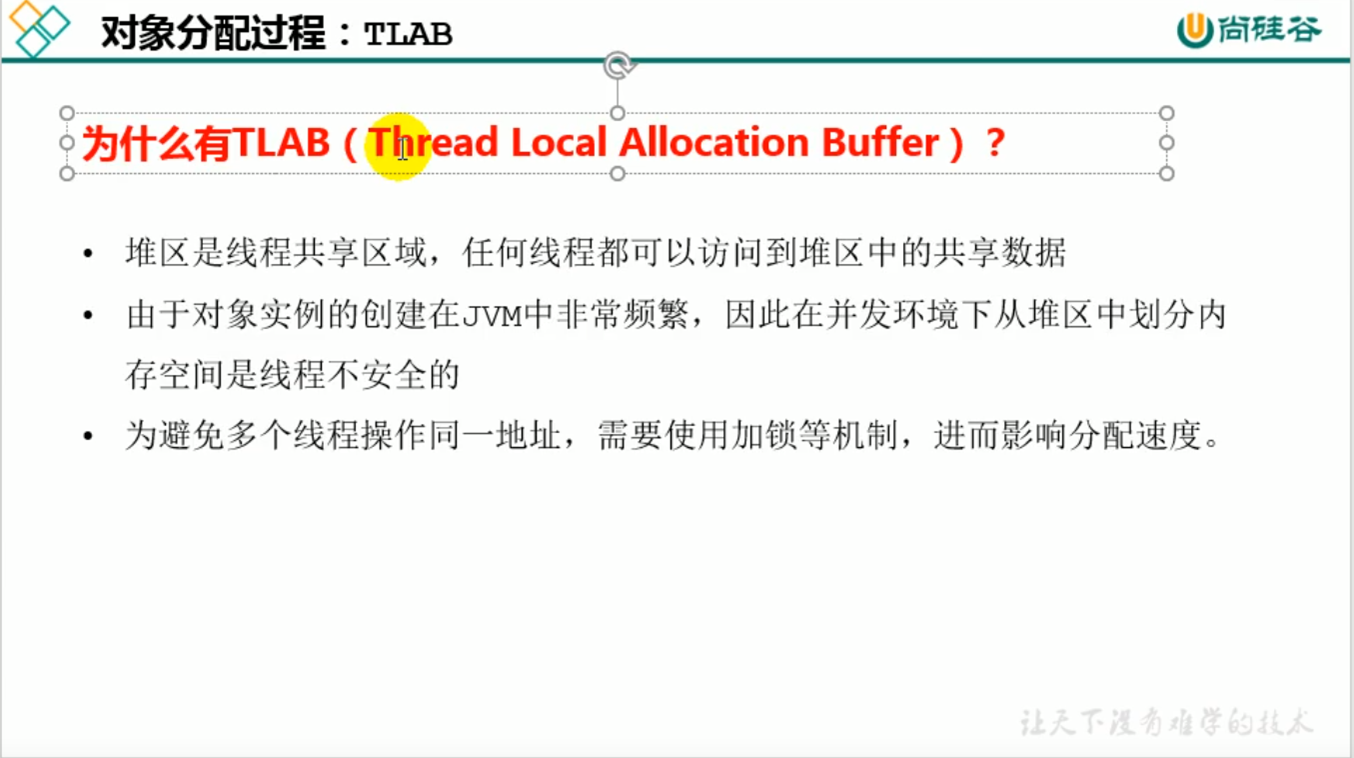 对象分配过程：TLAB
尚硅谷
为什么有TLAB（Thread Local Allocation Buffer）？
• 堆区是线程共享区域，任何线程都可以访问到堆区中的共享数据
• 由于对象实例的创建在JVM中非常频繁，因此在并发环境下从堆区中划分内
存空间是线程不安全的
• 为避免多个线程操作同一地址，需要使用加锁等机制，进而影响分配速度。
让天下没有难学的技术